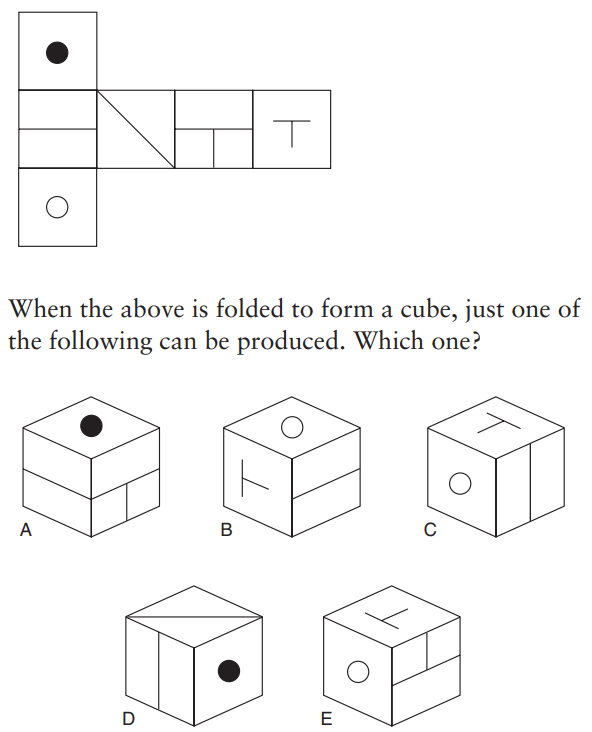 When the above is folded to form a cube, just one of
the following can be produced. Which one?
A
B
C
D
E